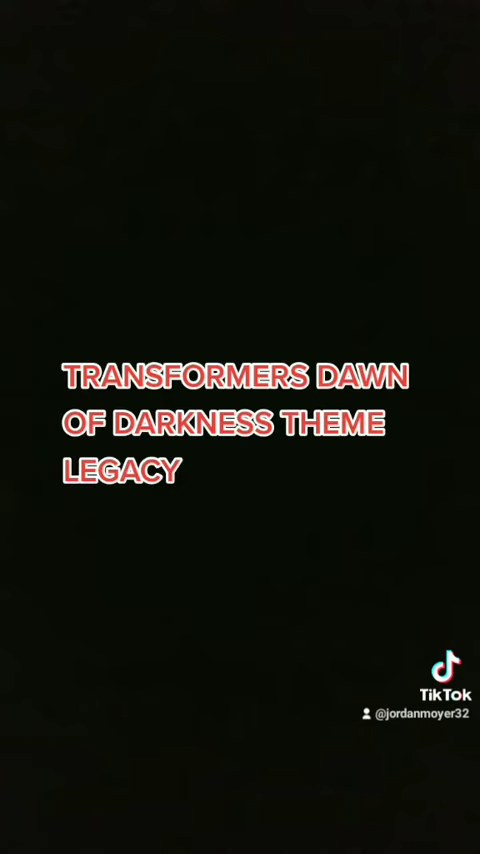 TRANSFORMERS DAWN
OF DARKNESS THEME
LEGACY
TikTok
@jordanmoyer32